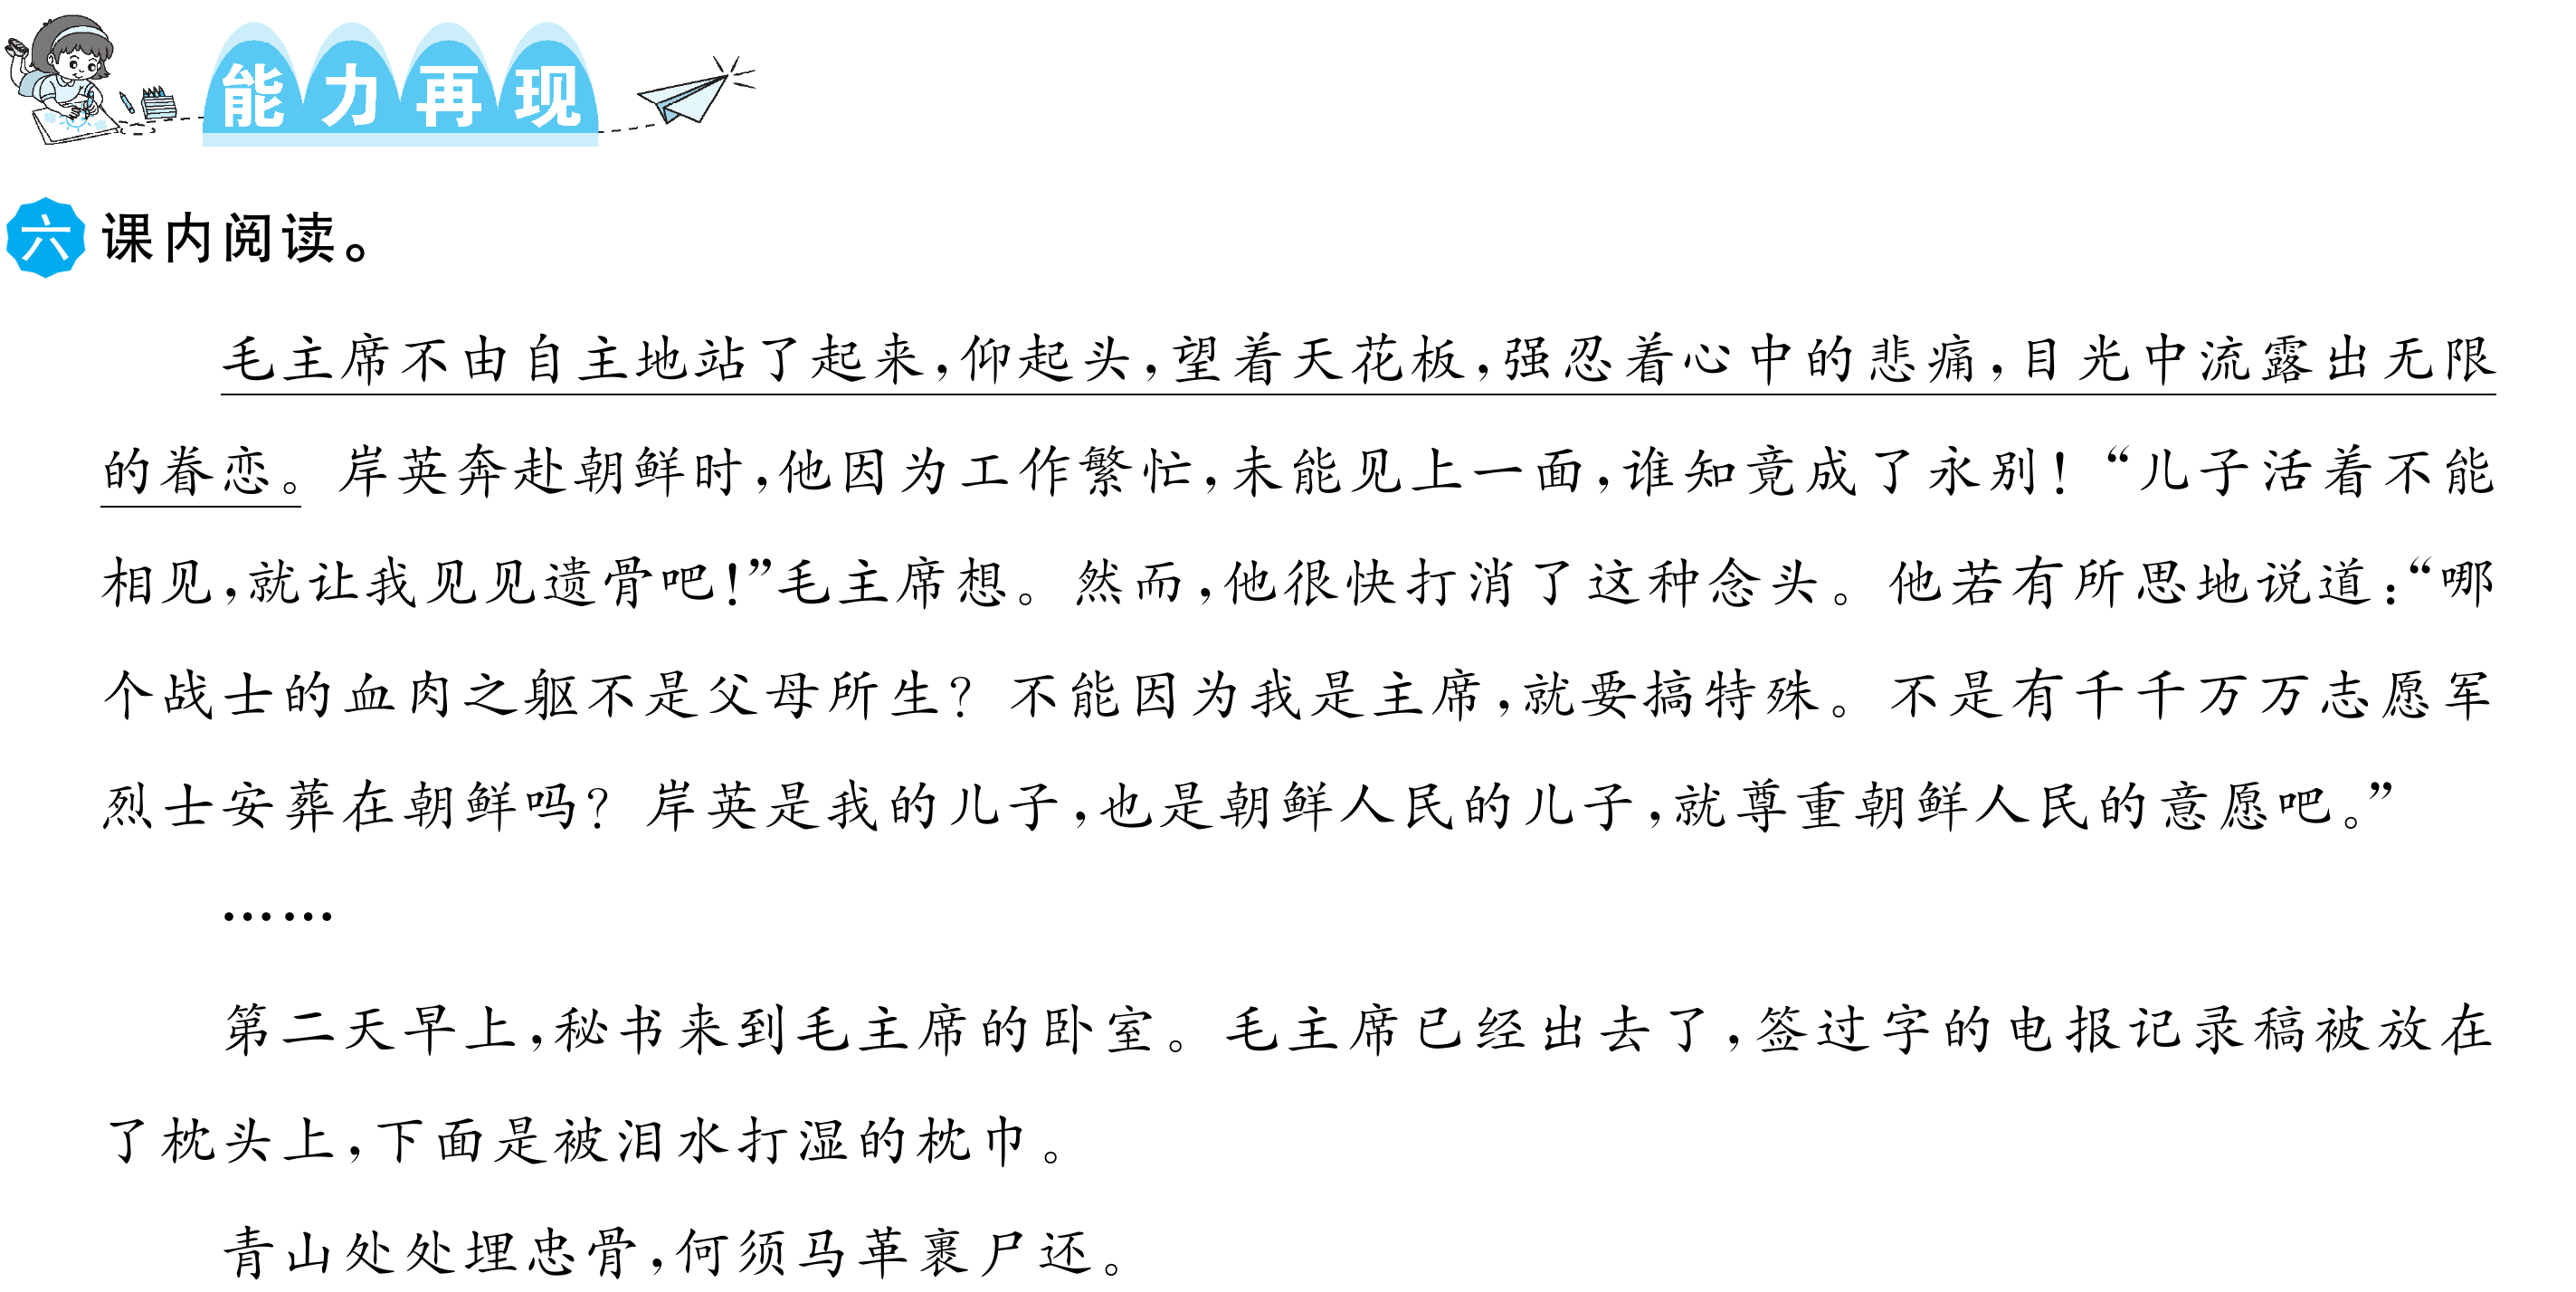 能力再现
六 课内阅读。
毛主席不由自主地站了起来,仰起头,望着天花板,强忍着心中的悲痛,目光中流露出无限
的眷恋。岸英奔赴朝鲜时,他因为工作繁忙,未能见上一面,谁知竟成了永别!“儿子活着不能
相见,就让我见见遗骨吧!”毛主席想。然而,他很快打消了这种念头。他若有所思地说道:“哪
个战士的血肉之躯不是父母所生?不能因为我是主席,就要搞特殊。不是有千千万万志愿军
烈士安葬在朝鲜吗?岸英是我的儿子,也是朝鲜人民的儿子,就尊重朝鲜人民的意愿吧。”
……
第二天早上,秘书来到毛主席的卧室。毛主席已经出去了,签过字的电报记录稿被放在
了枕头上,下面是被泪水打湿的枕巾。
青山处处埋忠骨,何须马革裹尸还。